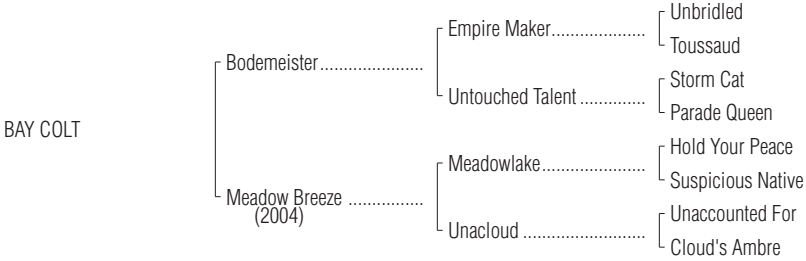 Unbridled
Empire Maker....................
Toussaud
Bodemeister......................
Storm Cat
Untouched Talent ..............
Parade Queen
BAY COLT
Hold Your Peace
Meadowlake......................
Suspicious Native
Meadow Breeze ................
(2004)
Unaccounted For
Unacloud ..........................
Cloud's Ambre